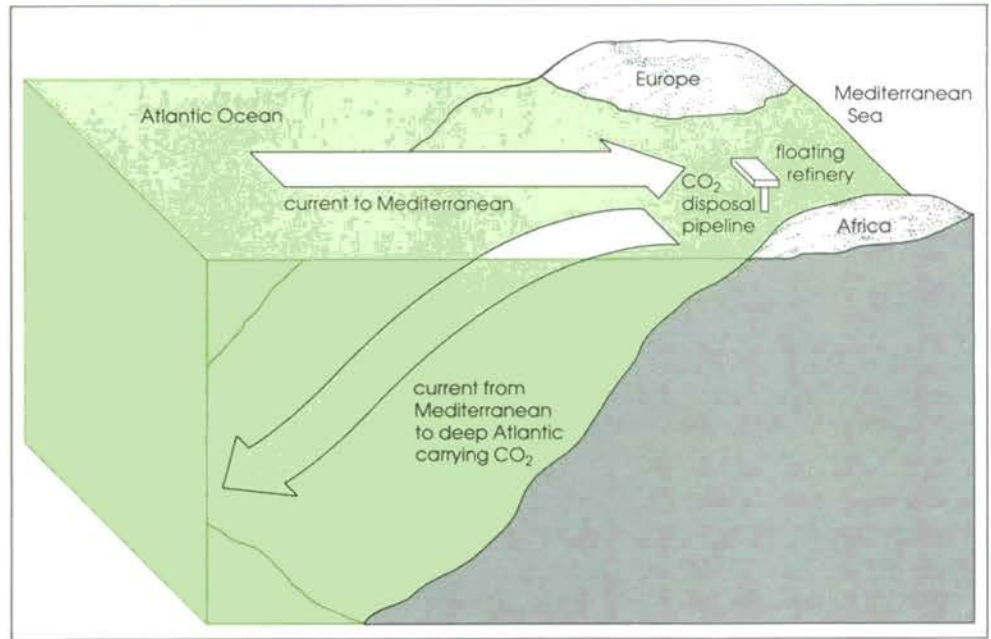 Europe
Mediterranean
Sea
Atlantic Ocean
floating
refinery
CO₂
disposal
pipeline
current to Mediterranean
Africa
current from
Mediterranean
to deep Atlantic
carrying CO₂